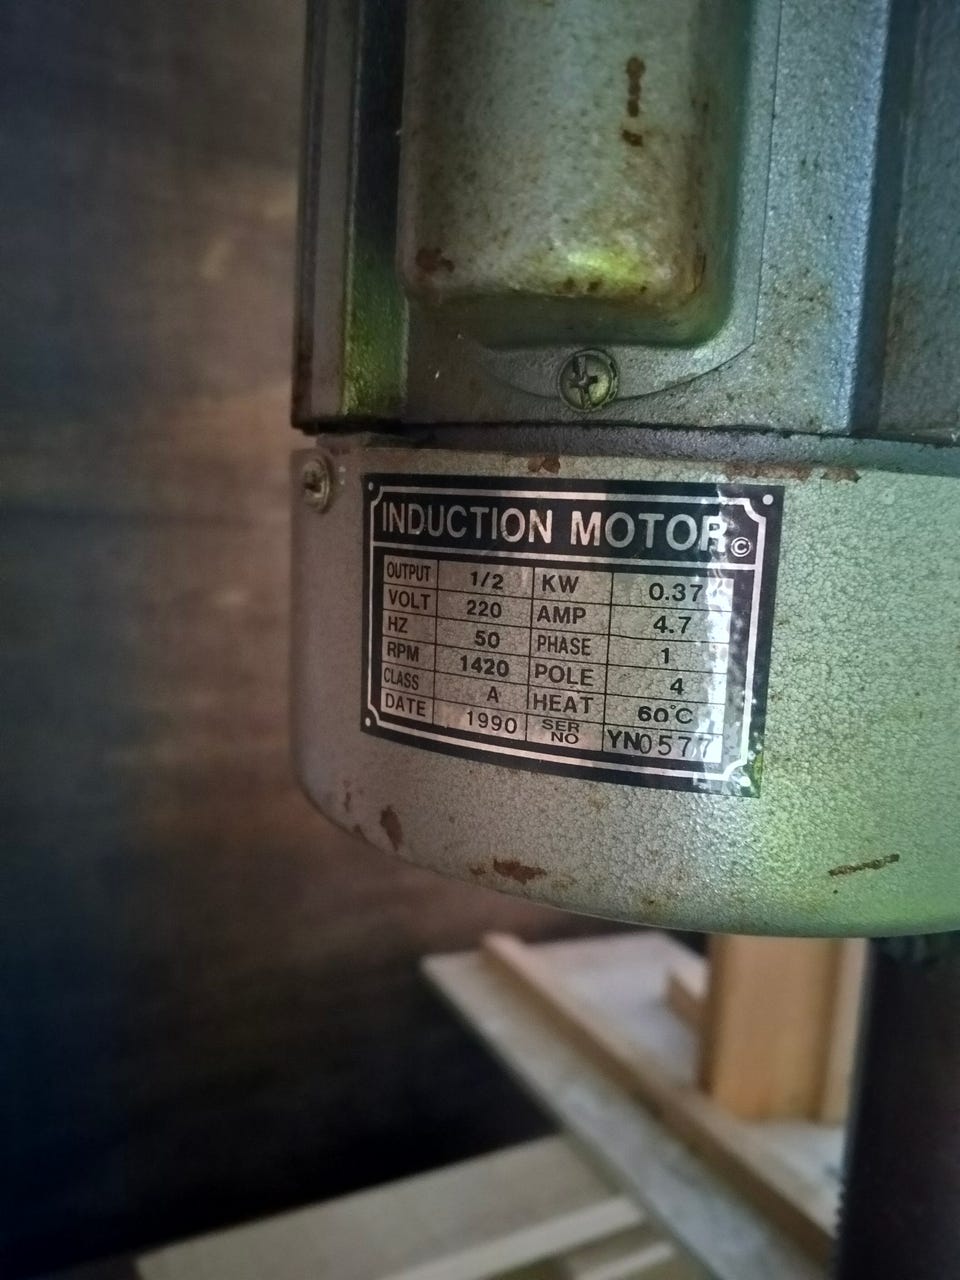 INDUCTION MOTOR ©
OUTPUT 1/2 KW 0.37
VOLT 220 AMP 4.7
HZ 50 PHASE 1
RPM 1420 POLE 4
CLASS A HEAT 60°C
DATE 1990 SER NO YN0577